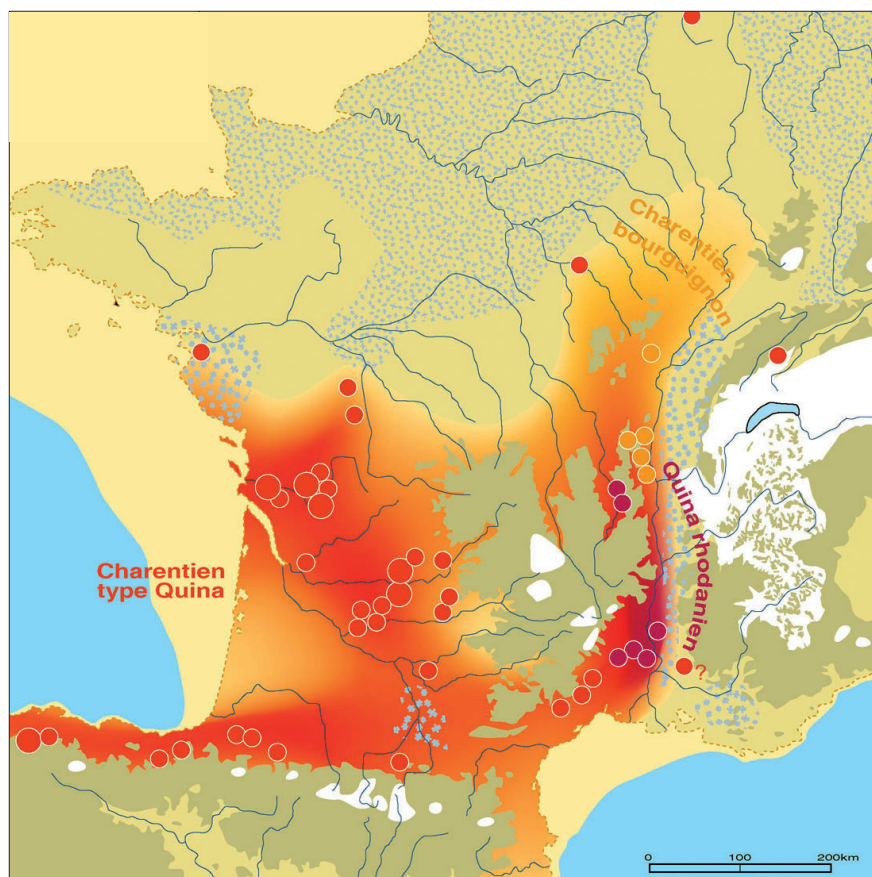 Charentien
bourguignon
Quina rhodanien
Charentien
type Quina
?
0 100 200km